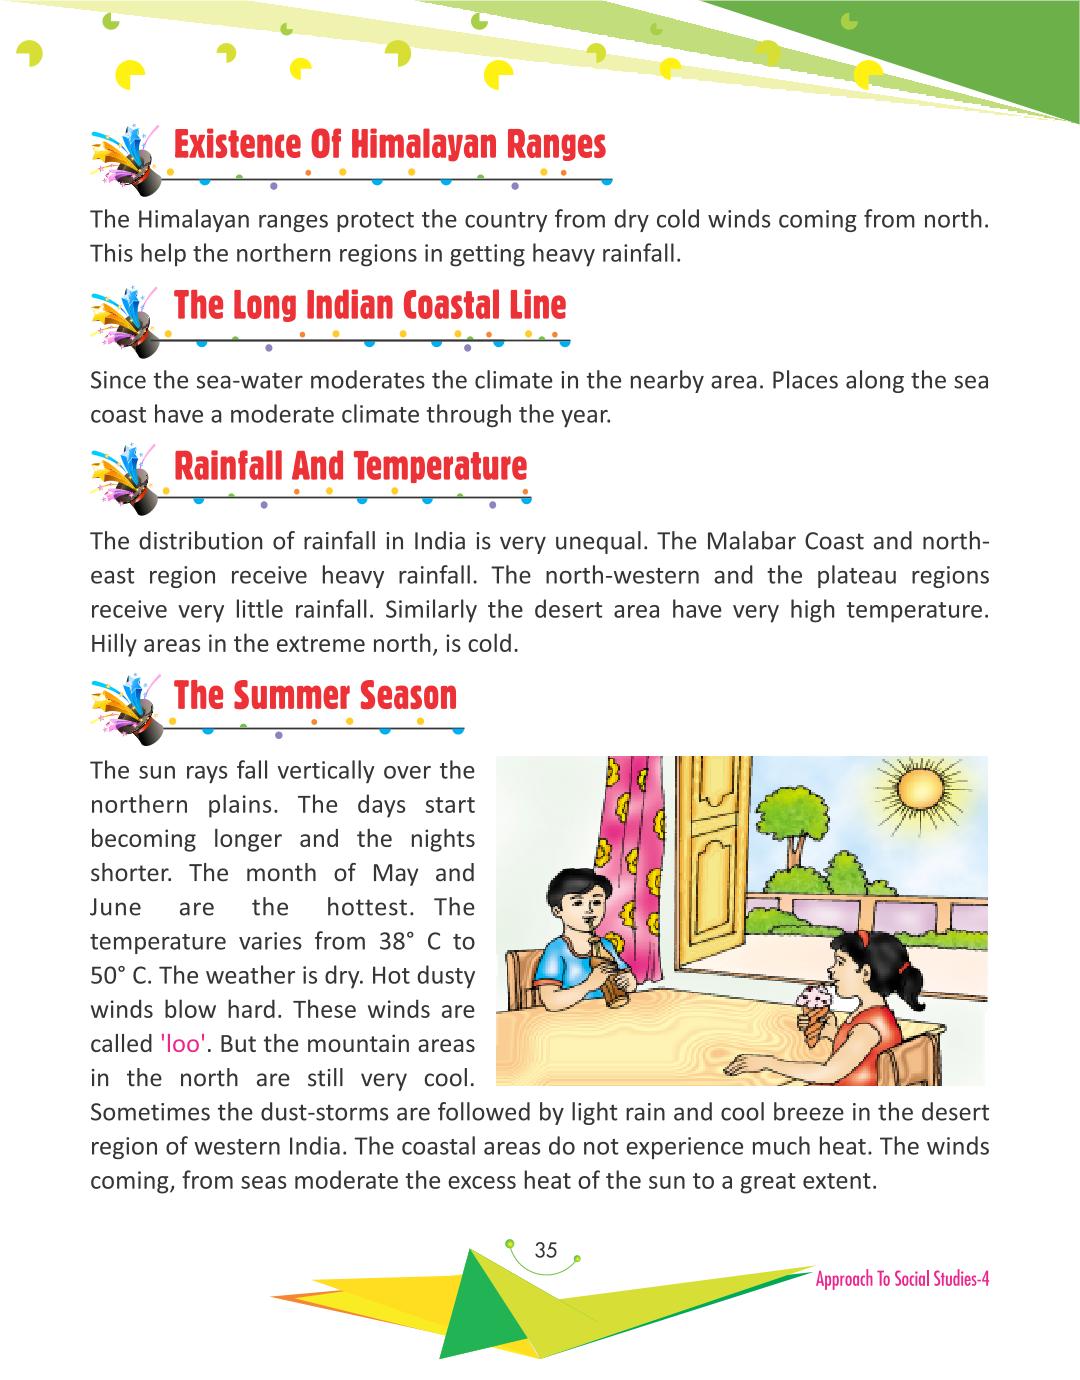 Existence Of Himalayan Ranges
The Himalayan ranges protect the country from dry cold winds coming from north.
This help the northern regions in getting heavy rainfall.
The Long Indian Coastal Line
Since the sea-water moderates the climate in the nearby area. Places along the sea
coast have a moderate climate through the year.
Rainfall And Temperature
The distribution of rainfall in India is very unequal. The Malabar Coast and north-
east region receive heavy rainfall. The north-western and the plateau regions
receive very little rainfall. Similarly the desert area have very high temperature.
Hilly areas in the extreme north, is cold.
The Summer Season
The sun rays fall vertically over the
northern plains. The days start
becoming longer and the nights
shorter. The month of May and
June are the hottest. The
temperature varies from 38° C to
50° C. The weather is dry. Hot dusty
winds blow hard. These winds are
called 'loo'. But the mountain areas
in the north are still very cool.
Sometimes the dust-storms are followed by light rain and cool breeze in the desert
region of western India. The coastal areas do not experience much heat. The winds
coming, from seas moderate the excess heat of the sun to a great extent.
35
Approach To Social Studies-4